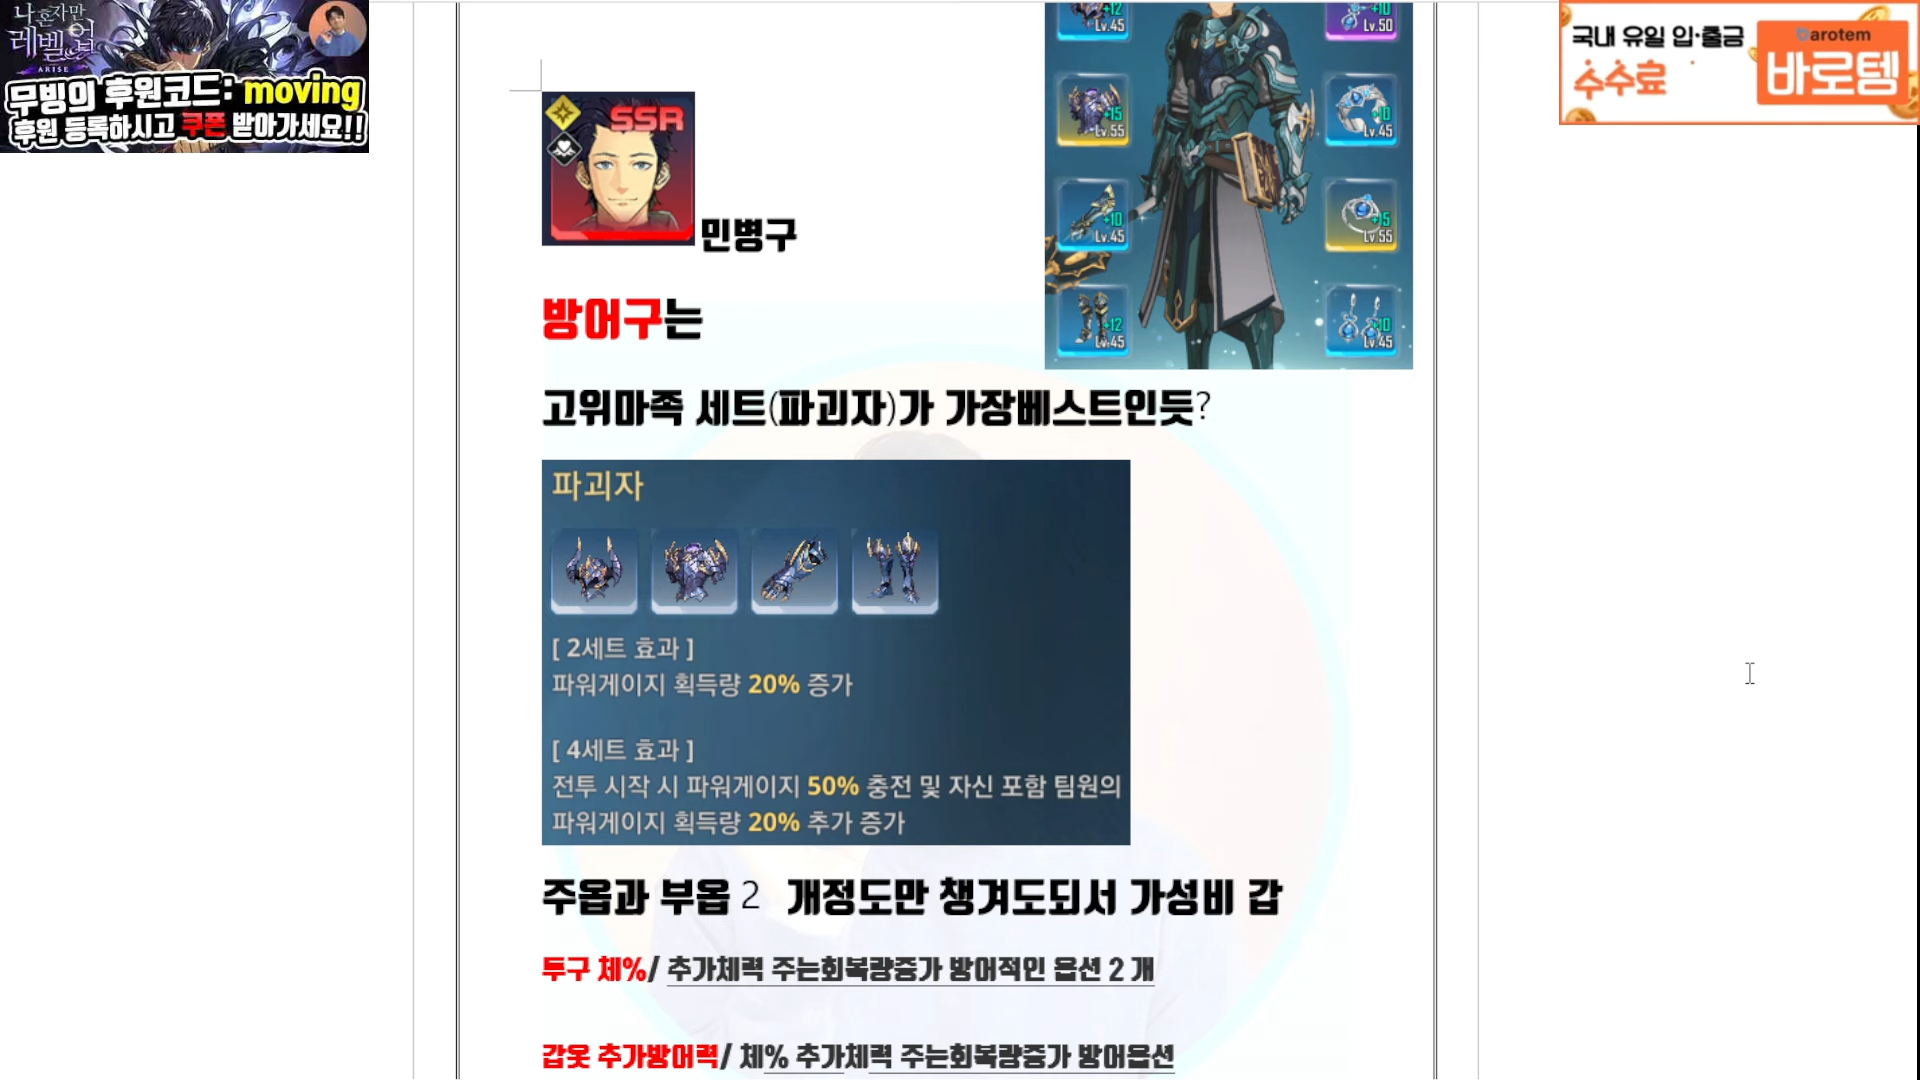 나 혼자만
레벨업
ARISE
무빙의 후원코드: moving
후원 등록하시고 쿠폰 받아가세요!!
국내 유일 입·출금
수수료
Barotem
바로템
+12
Lv.45
+10
Lv.50
+15
Lv.55
+10
Lv.45
+10
Lv.45
+15
Lv.55
+12
Lv.45
+10
Lv.45
SSR
민병구
방어구는
고위마족 세트(파괴자)가 가장베스트인듯?
파괴자
[ 2세트 효과 ]
파워게이지 획득량 20% 증가
[ 4세트 효과 ]
전투 시작 시 파워게이지 50% 충전 및 자신 포함 팀원의
파워게이지 획득량 20% 추가 증가
주옵과 부옵 2 개정도만 챙겨도되서 가성비 갑
투구 체%/ 추가체력 주는회복량증가 방어적인 옵션 2 개
갑옷 추가방어력/ 체% 추가체력 주는회복량증가 방어옵션